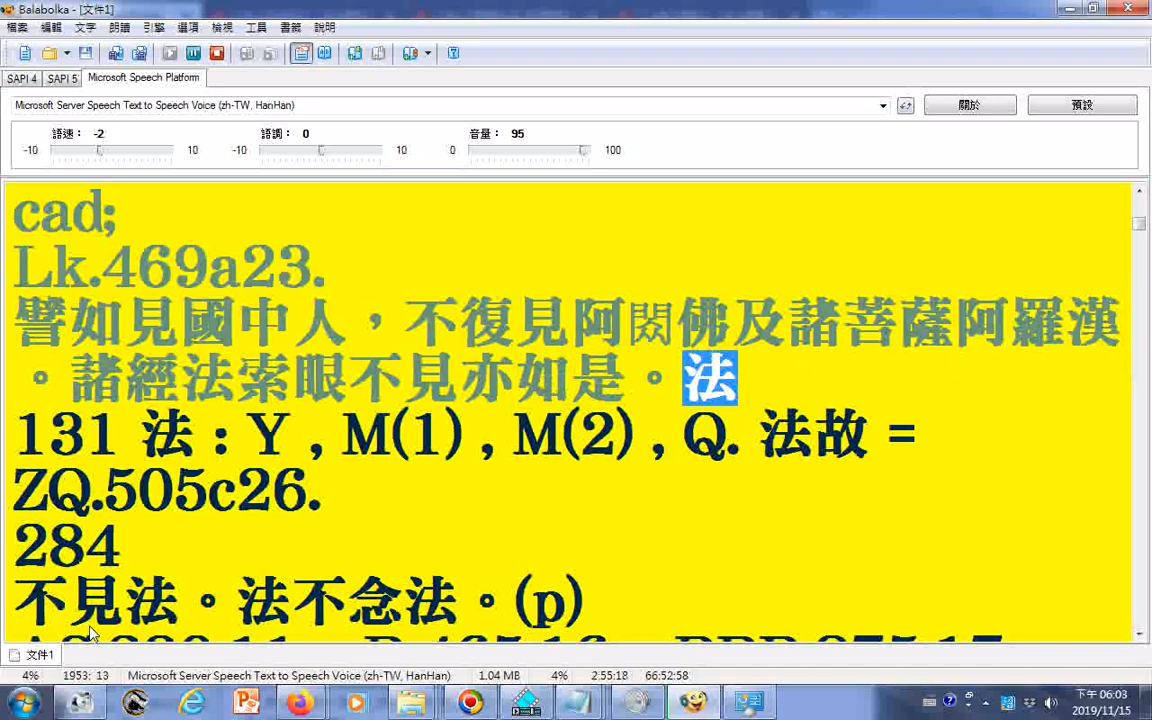 Balabolka - [文件1]
檔案 編輯 文字 朗讀 引擎 選項 檢視 工具 書籤 說明
SAPI 4 SAPI 5 Microsoft Speech Platform
Microsoft Server Speech Text to Speech Voice (zh-TW, HanHan) 關於 預設
語速： -2 語調： 0 音量： 95
-10 10 -10 10 0 100
cad;
Lk.469a23.
譬如見國中人，不復見阿閦佛及諸菩薩阿羅漢
。諸經法索眼不見亦如是。法
131 法 : Y , M(1) , M(2) , Q. 法故 =
ZQ.505c26.
284
不見法。法不念法。(p)
文件1
4% 1953: 13 Microsoft Server Speech Text to Speech Voice (zh-TW, HanHan) 1.04 MB 4% 2:55:18 66:52:58
下午 06:03
2019/11/15